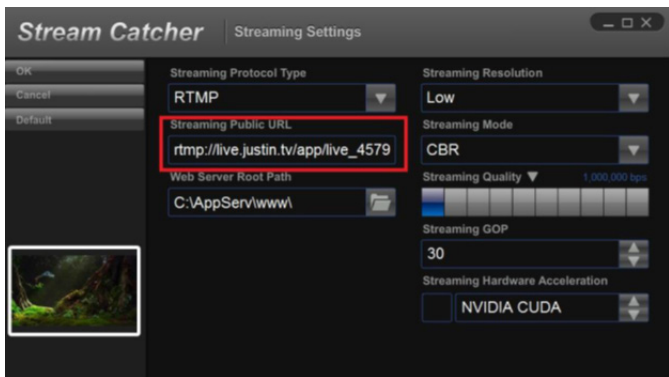 Stream Catcher
Streaming Settings
OK
Cancel
Default
Streaming Protocol Type
RTMP
Streaming Public URL
rtmp://live.justin.tv/app/live_4579
Web Server Root Path
C:\AppServ\www\
Streaming Resolution
Low
Streaming Mode
CBR
Streaming Quality ▼ 1,000,000 bps
Streaming GOP
30
Streaming Hardware Acceleration
NVIDIA CUDA